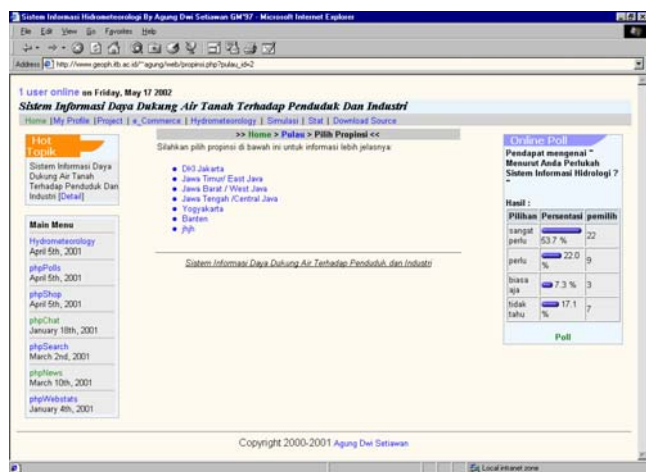 Sistem Informasi Hidrometeorologi By Agung Dwi Setiawan GM'97 - Microsoft Internet Explorer
File Edit View Go Favorites Help
Address http://www.geoph.itb.ac.id/~agung/web/propinsi.php?pulau_id=2
1 user online on Friday, May 17 2002
Sistem Informasi Daya Dukung Air Tanah Terhadap Penduduk Dan Industri
Home |My Profile |Project | e_Commerce | Hydrometeorology | Simulasi | Stat | Download Source
Hot
Topik
Sistem Informasi Daya
Dukung Air Tanah
Terhadap Penduduk Dan
Industri [Detail]
Main Menu
Hydrometeorology
April 5th, 2001
phpPolls
April 5th, 2001
phpShop
April 5th, 2001
phpChat
January 18th, 2001
phpSearch
March 2nd, 2001
phpNews
March 10th, 2001
phpWebstats
January 4th, 2001
>> Home > Pulau > Pilih Propinsi <<
Silahkan pilih propinsi di bawah ini untuk informasi lebih jelasnya:
DKI Jakarta
Jawa Timur/ East Java
Jawa Barat / West Java
Jawa Tengah /Central Java
Yogyakarta
Banten
jhjh
Sistem Informasi Daya Dukung Air Terhadap Penduduk dan Industri
Online Poll
Pendapat mengenai "
Menurut Anda Perlukah
Sistem Informasi Hidrologi ?
"
Hasil :
Pilihan Persentasi pemilih
sangat perlu 53.7 % 22
perlu 22.0 % 9
biasa aja 7.3 % 3
tidak tahu 17.1 % 7
Poll
Copyright 2000-2001 Agung Dwi Setiawan
Local intranet zone